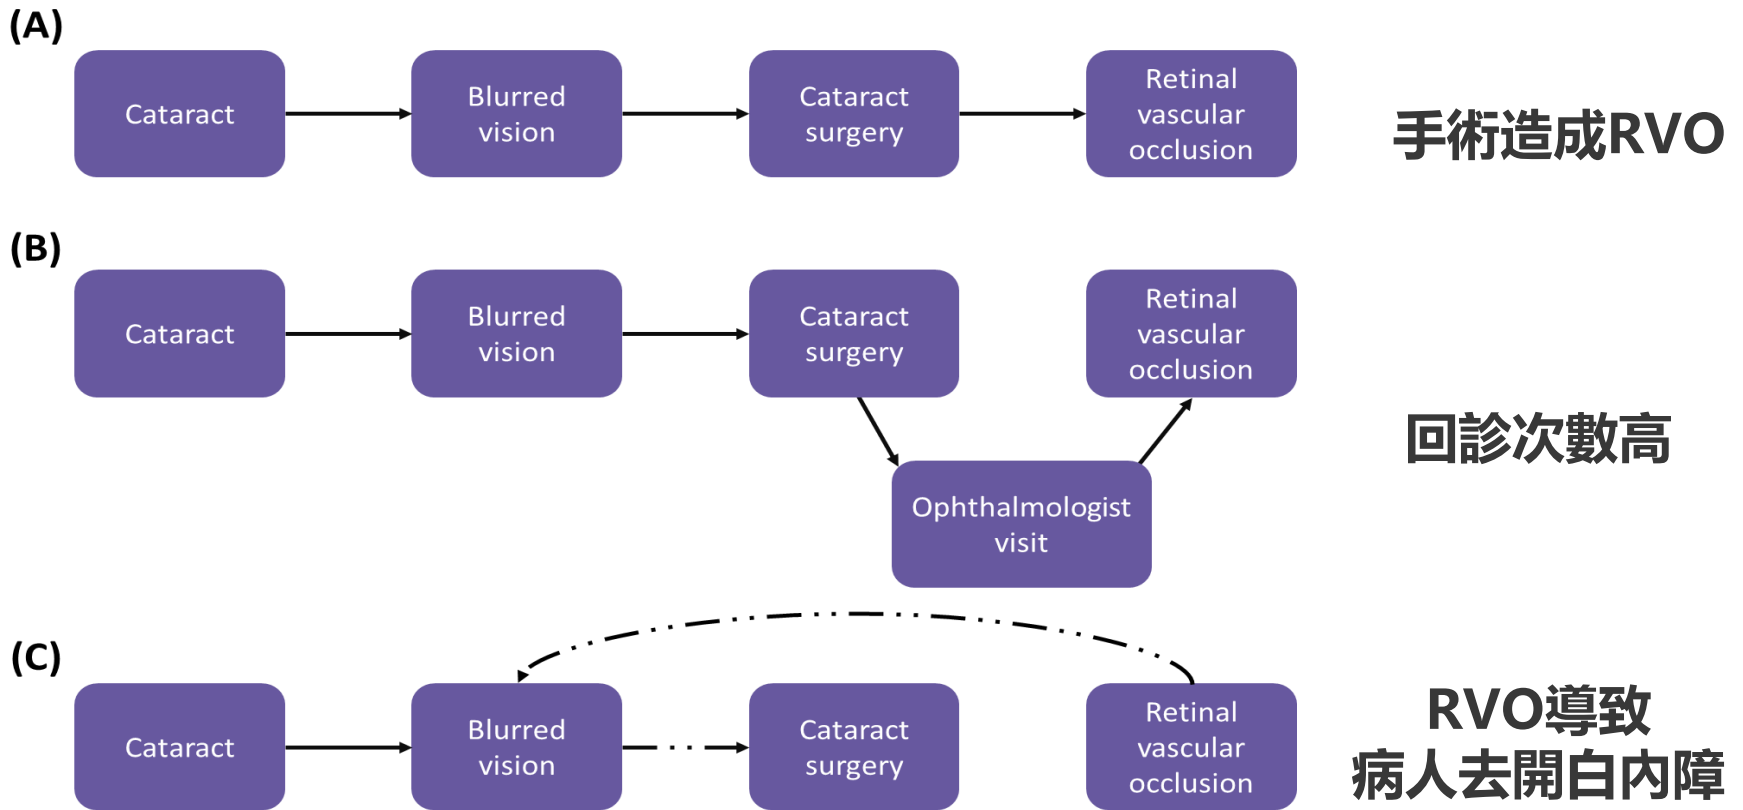 (A)
Cataract
Blurred
vision
Cataract
surgery
Retinal
vascular
occlusion
手術造成RVO
(B)
Cataract
Blurred
vision
Cataract
surgery
Retinal
vascular
occlusion
Ophthalmologist
visit
回診次數高
(C)
Cataract
Blurred
vision
Cataract
surgery
Retinal
vascular
occlusion
RVO導致
病人去開白內障